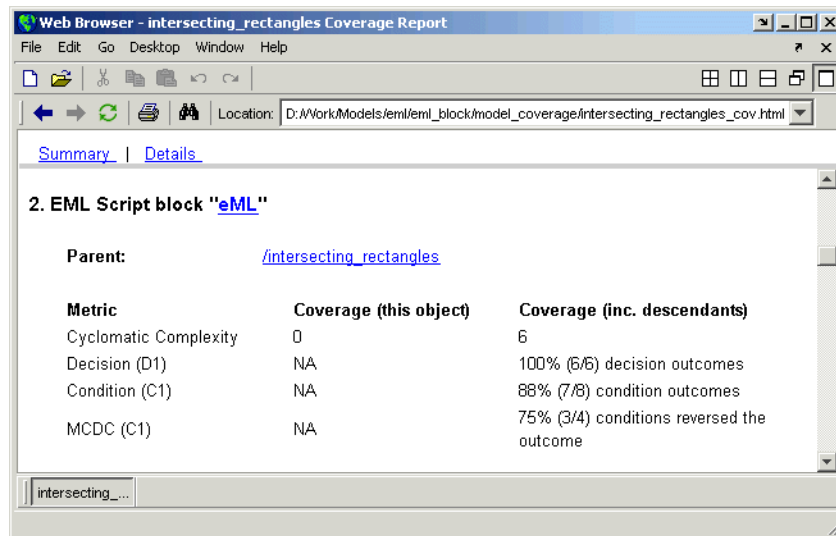 Web Browser - intersecting_rectangles Coverage Report
File Edit Go Desktop Window Help
Location: D:/Work/Models/eml/eml_block/model_coverage/intersecting_rectangles_cov.html
Summary | Details
2. EML Script block "eML"
Parent: /intersecting_rectangles
Metric Coverage (this object) Coverage (inc. descendants)
Cyclomatic Complexity 0 6
Decision (D1) NA 100% (6/6) decision outcomes
Condition (C1) NA 88% (7/8) condition outcomes
MCDC (C1) NA 75% (3/4) conditions reversed the
outcome
intersecting_...